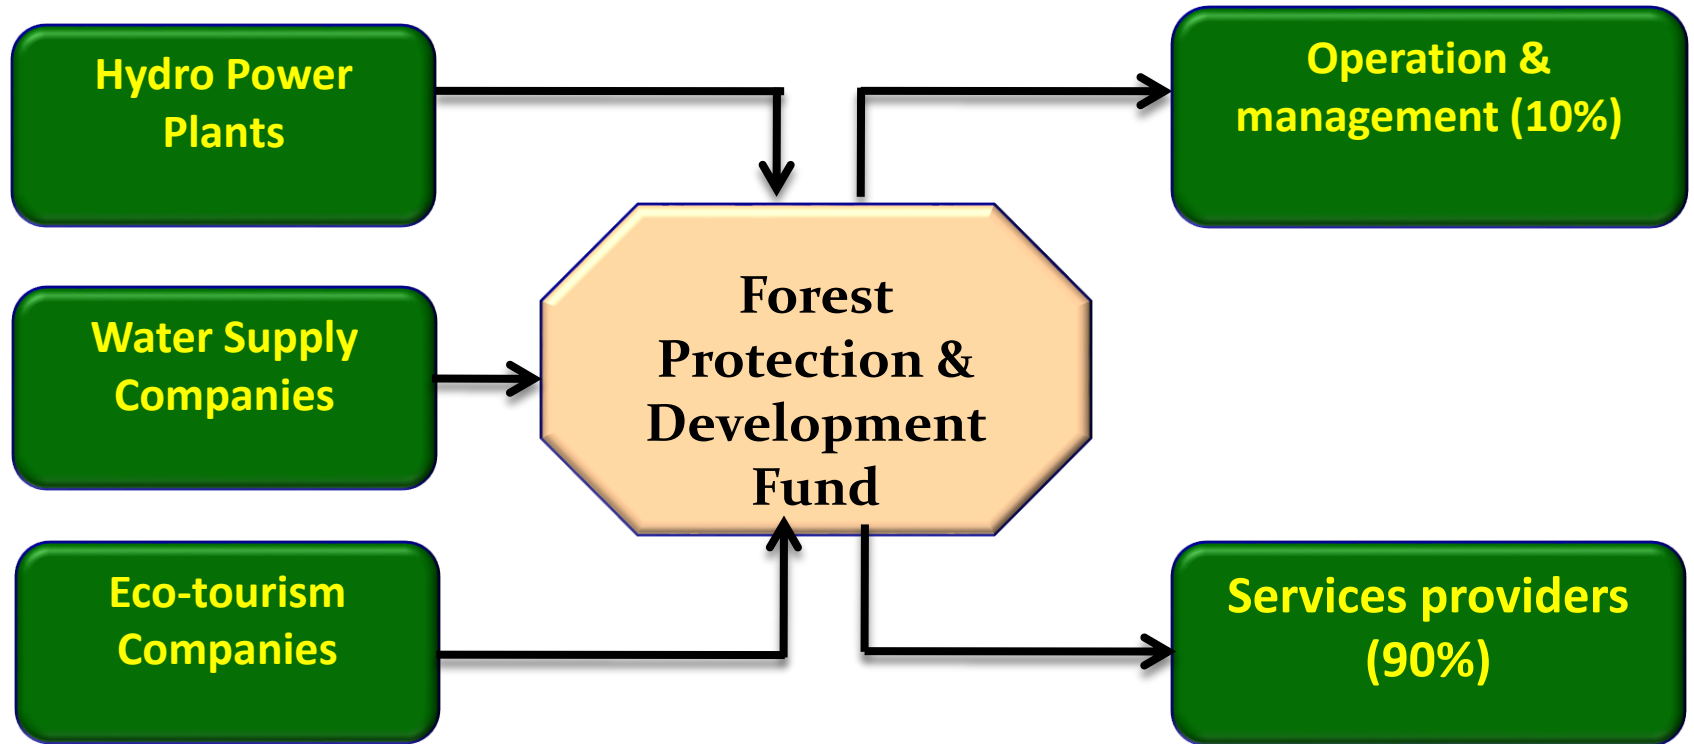 Hydro Power
Plants
Water Supply
Companies
Eco-tourism
Companies
Forest
Protection &
Development
Fund
Operation &
management (10%)
Services providers
(90%)